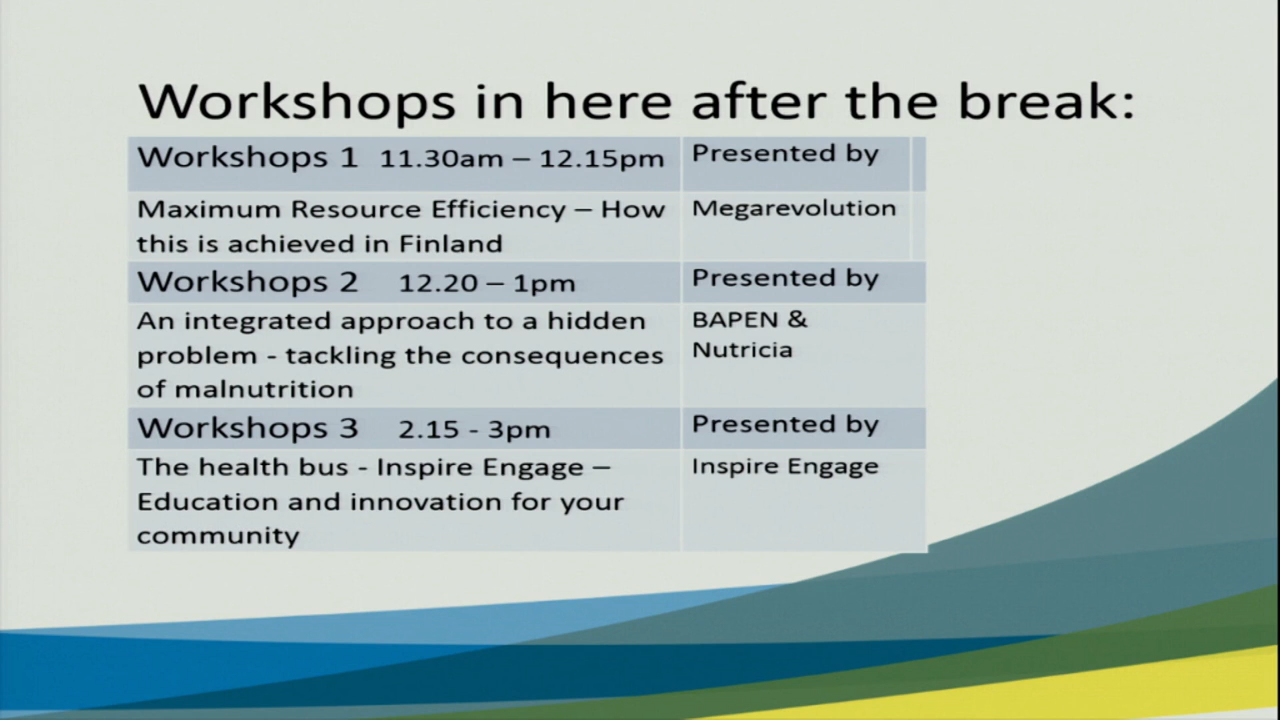 Workshops in here after the break:
Workshops 1 11.30am – 12.15pm Presented by
Maximum Resource Efficiency – How Megarevolution
this is achieved in Finland
Workshops 2 12.20 – 1pm Presented by
An integrated approach to a hidden BAPEN &
problem - tackling the consequences Nutricia
of malnutrition
Workshops 3 2.15 - 3pm Presented by
The health bus - Inspire Engage – Inspire Engage
Education and innovation for your
community